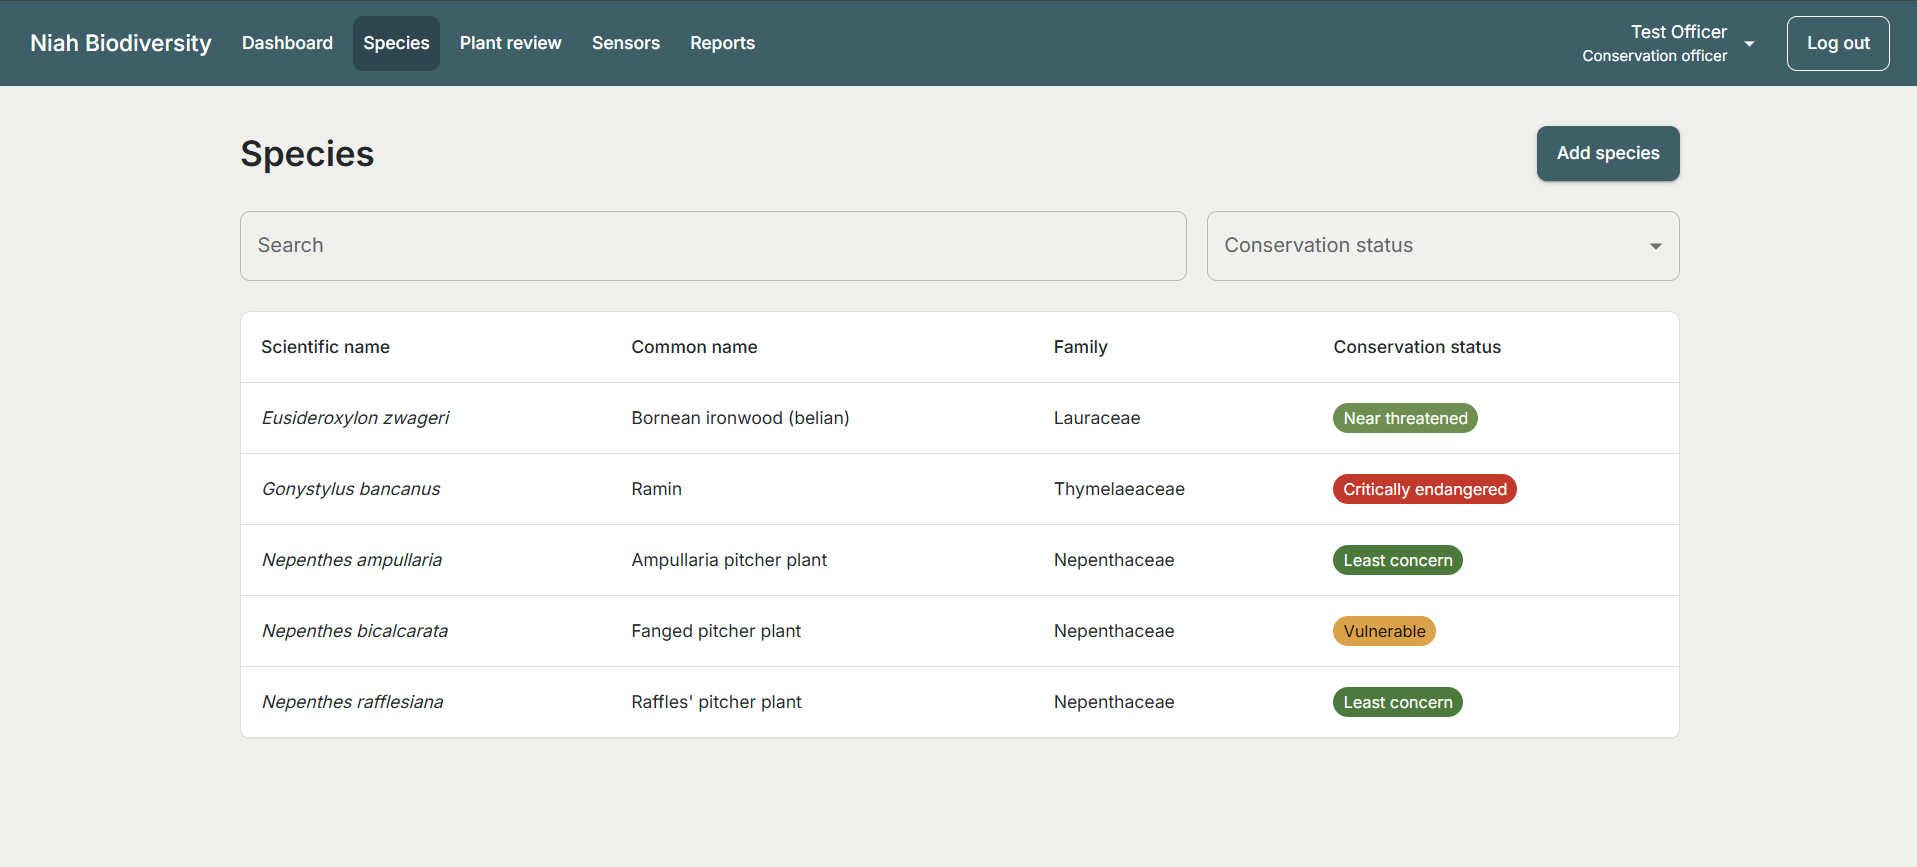 Niah Biodiversity Dashboard Species Plant review Sensors Reports Test Officer
Conservation officer
Log out
Species Add species
Search Conservation status
Scientific name Common name Family Conservation status
Eusideroxylon zwageri Bornean ironwood (belian) Lauraceae Near threatened
Gonystylus bancanus Ramin Thymelaeaceae Critically endangered
Nepenthes ampullaria Ampullaria pitcher plant Nepenthaceae Least concern
Nepenthes bicalcarata Fanged pitcher plant Nepenthaceae Vulnerable
Nepenthes rafflesiana Raffles' pitcher plant Nepenthaceae Least concern